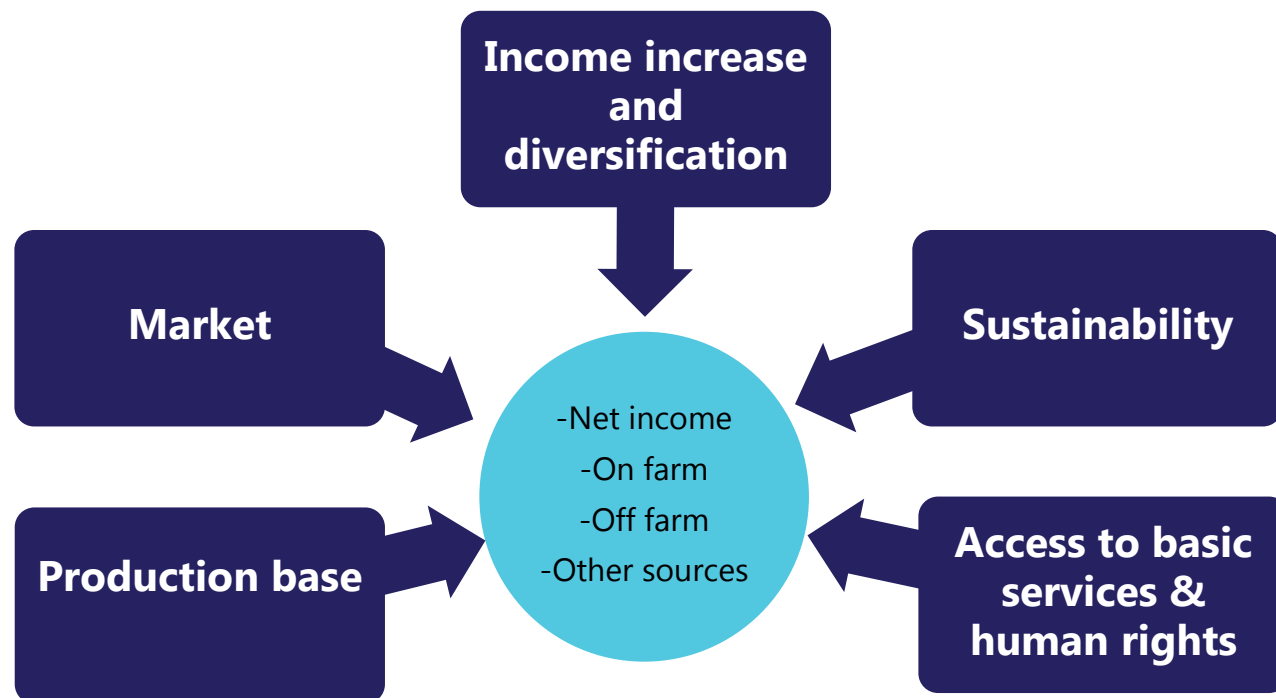 Income increase
and
diversification
Market
Sustainability
-Net income
-On farm
-Off farm
-Other sources
Production base
Access to basic
services &
human rights